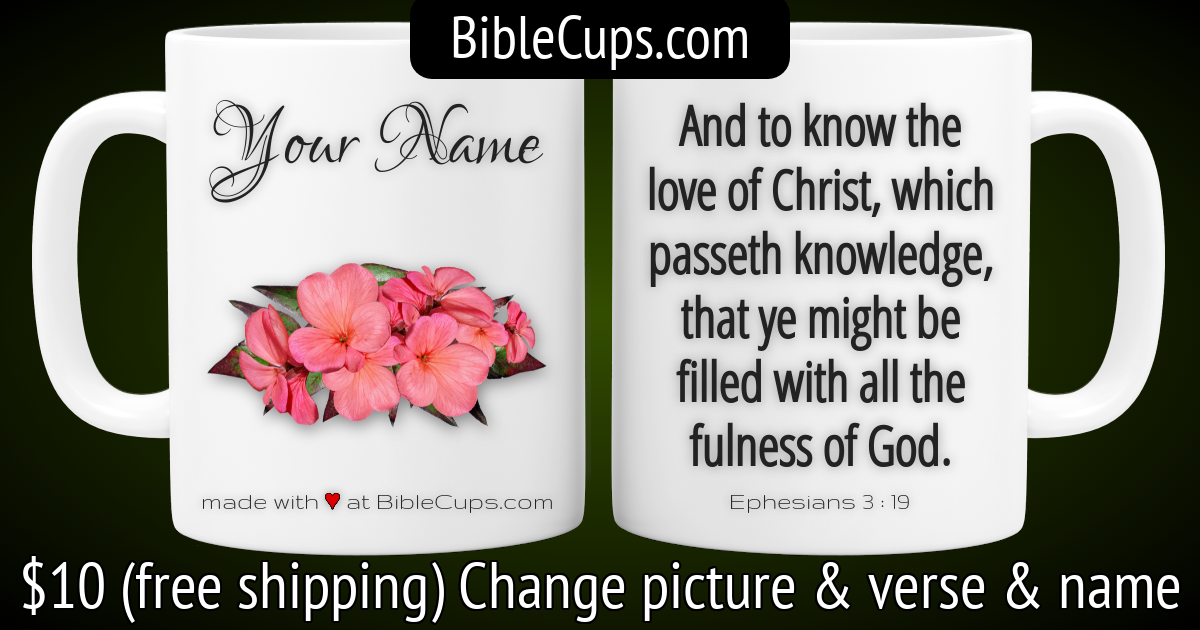 BibleCups.com
Your Name
made with ♥ at BibleCups.com
And to know the
love of Christ, which
passeth knowledge,
that ye might be
filled with all the
fulness of God.
Ephesians 3 : 19
$10 (free shipping) Change picture & verse & name